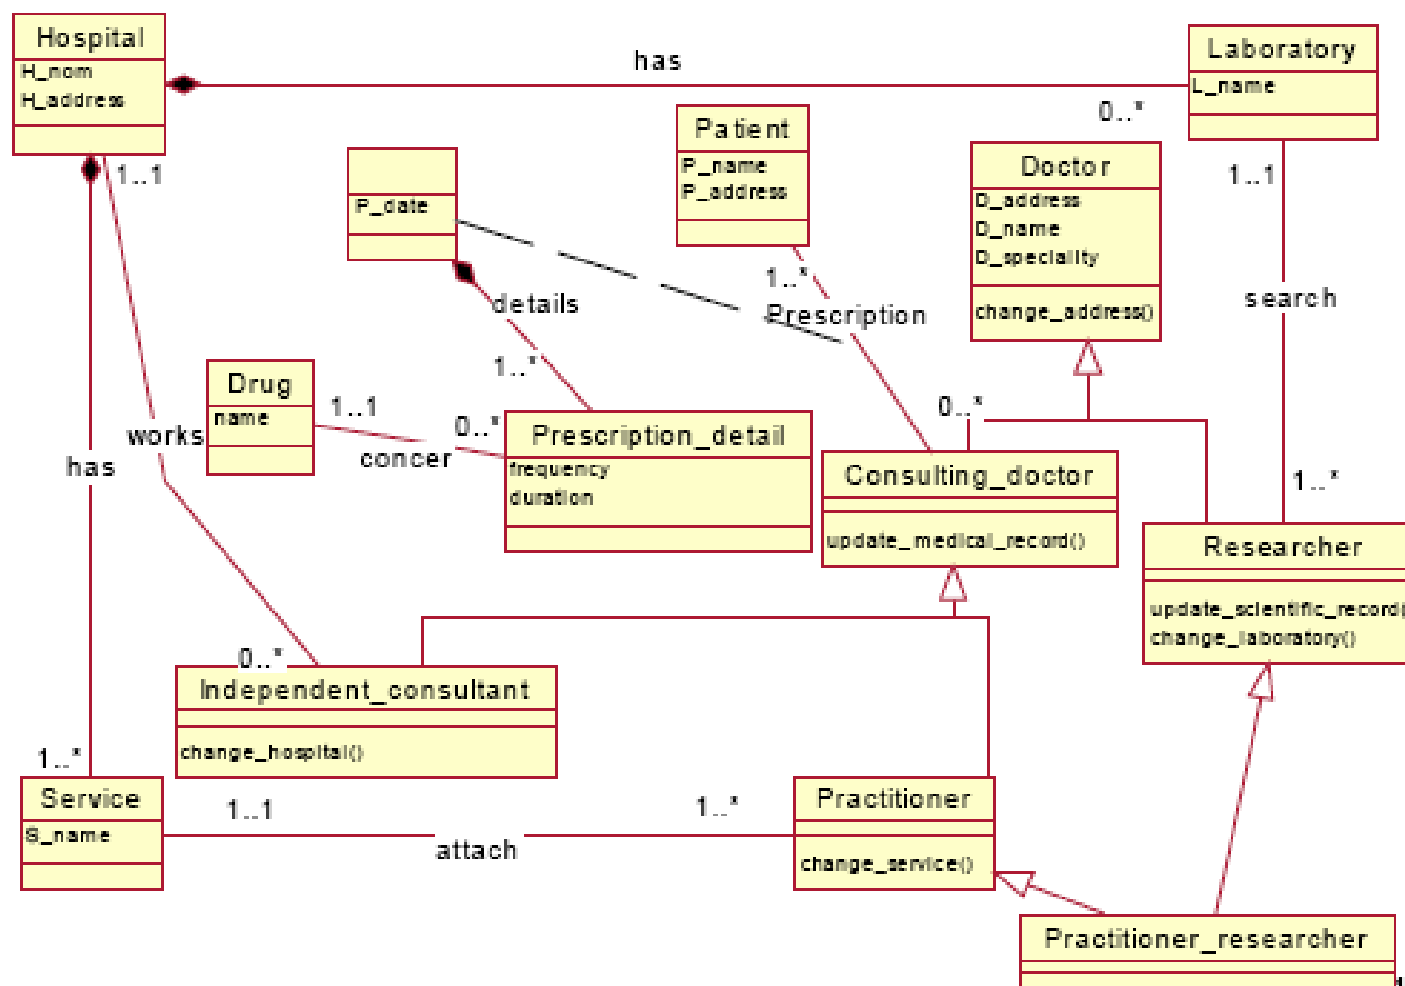 Hospital
H_nom
H_address
has
Laboratory
L_name
0..*
1..1
Patient
P_name
P_address
Doctor
D_address
D_name
D_speciality
change_address()
1..1
P_date
1..*
Prescription
details
1..*
search
Drug
name
1..1
concer
0..*
Prescription_detail
frequency
duration
0..*
Consulting_doctor
update_medical_record()
works
has
1..*
Researcher
update_scientific_record(
change_laboratory()
0..*
Independent_consultant
change_hospital()
1..*
Service
S_name
1..1
attach
1..*
Practitioner
change_service()
Practitioner_researcher